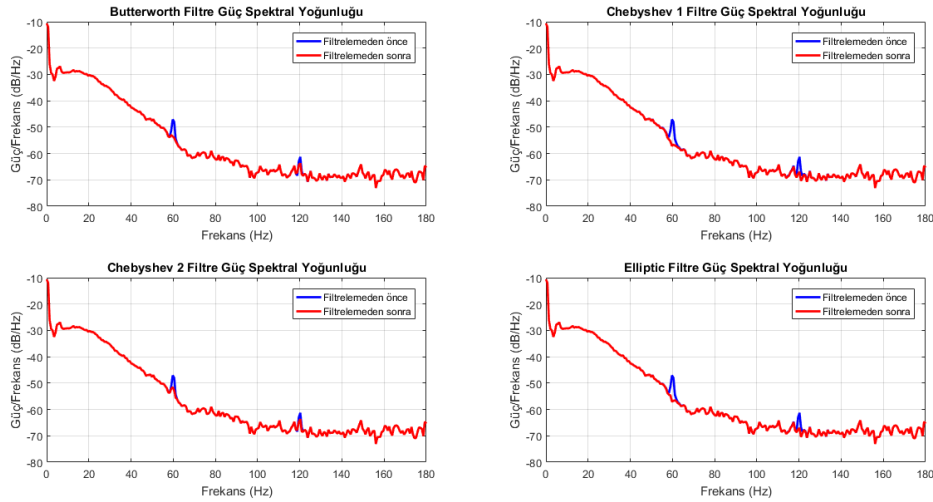 Butterworth Filtre Güç Spektral Yoğunluğu
Güç/Frekans (dB/Hz)
-10
-20
-30
-40
-50
-60
-70
-80
Filtrelemeden önce
Filtrelemeden sonra
0 20 40 60 80 100 120 140 160 180
Frekans (Hz)
Chebyshev 1 Filtre Güç Spektral Yoğunluğu
Güç/Frekans (dB/Hz)
-10
-20
-30
-40
-50
-60
-70
-80
Filtrelemeden önce
Filtrelemeden sonra
0 20 40 60 80 100 120 140 160 180
Frekans (Hz)
Chebyshev 2 Filtre Güç Spektral Yoğunluğu
Güç/Frekans (dB/Hz)
-10
-20
-30
-40
-50
-60
-70
-80
Filtrelemeden önce
Filtrelemeden sonra
0 20 40 60 80 100 120 140 160 180
Frekans (Hz)
Elliptic Filtre Güç Spektral Yoğunluğu
Güç/Frekans (dB/Hz)
-10
-20
-30
-40
-50
-60
-70
-80
Filtrelemeden önce
Filtrelemeden sonra
0 20 40 60 80 100 120 140 160 180
Frekans (Hz)